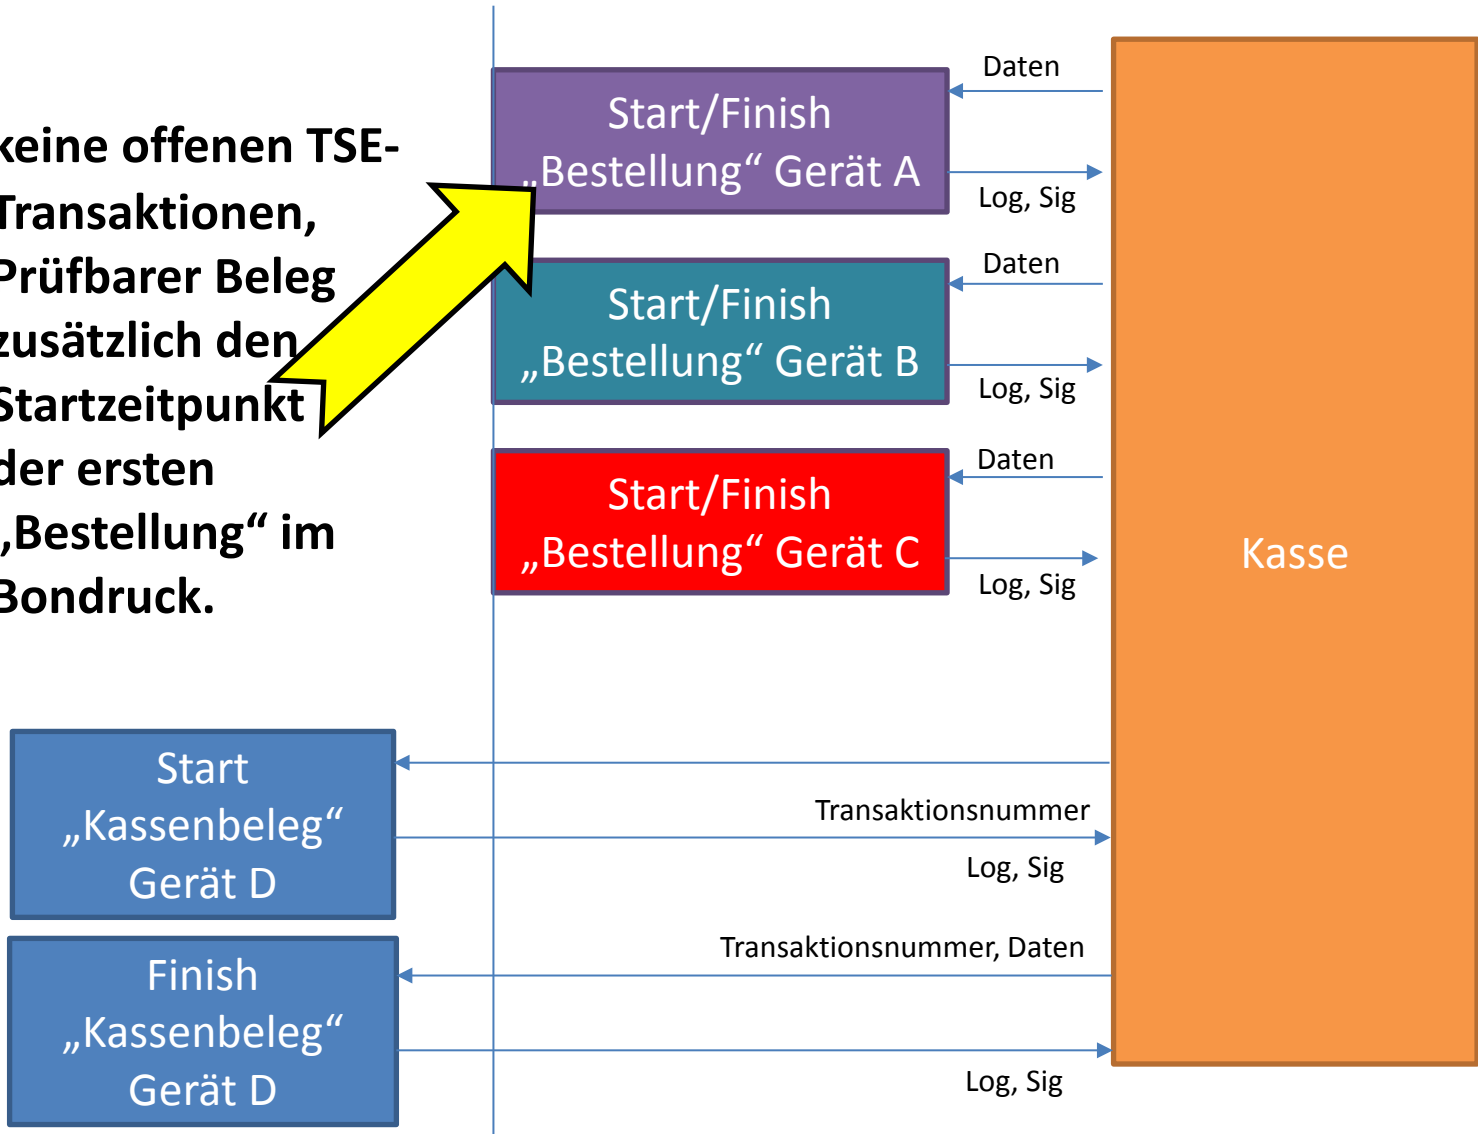 keine offenen TSE-
Transaktionen,
Prüfbarer Beleg
zusätzlich den
Startzeitpunkt
der ersten
„Bestellung“ im
Bondruck.
Start/Finish
„Bestellung“ Gerät A
Daten
Log, Sig
Start/Finish
„Bestellung“ Gerät B
Daten
Log, Sig
Start/Finish
„Bestellung“ Gerät C
Daten
Log, Sig
Kasse
Start
„Kassenbeleg“
Gerät D
Transaktionsnummer
Log, Sig
Finish
„Kassenbeleg“
Gerät D
Transaktionsnummer, Daten
Log, Sig